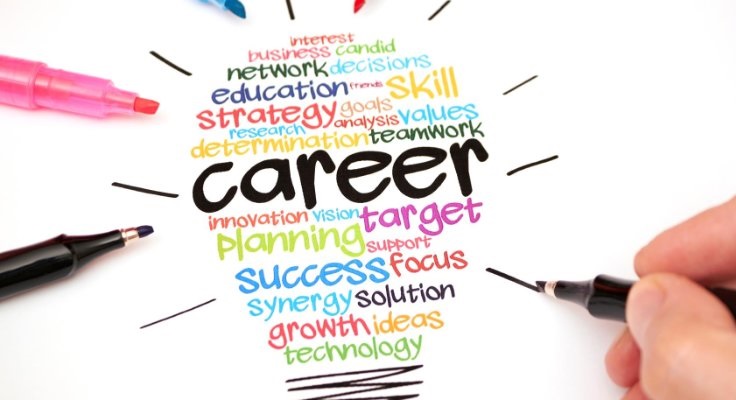 interest
business candid
network decisions
education friends skill
strategy goals values
research analysis teamwork
determination
career
innovation vision target
planning support
success focus
synergy solution
growth ideas
technology